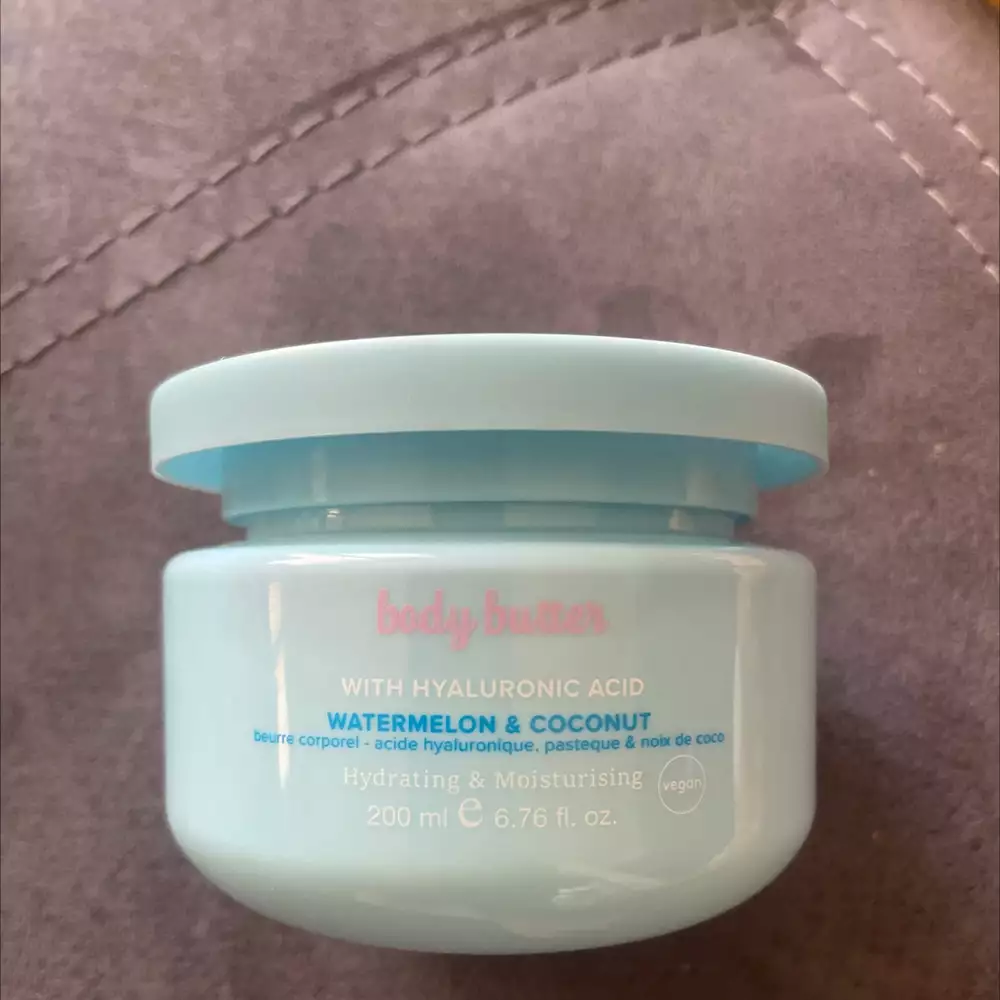 body butter
WITH HYALURONIC ACID
WATERMELON & COCONUT
beurre corporel - acide hyaluronique, pasteque & noix de coco
Hydrating & Moisturising
vegan
200 ml e 6.76 fl. oz.